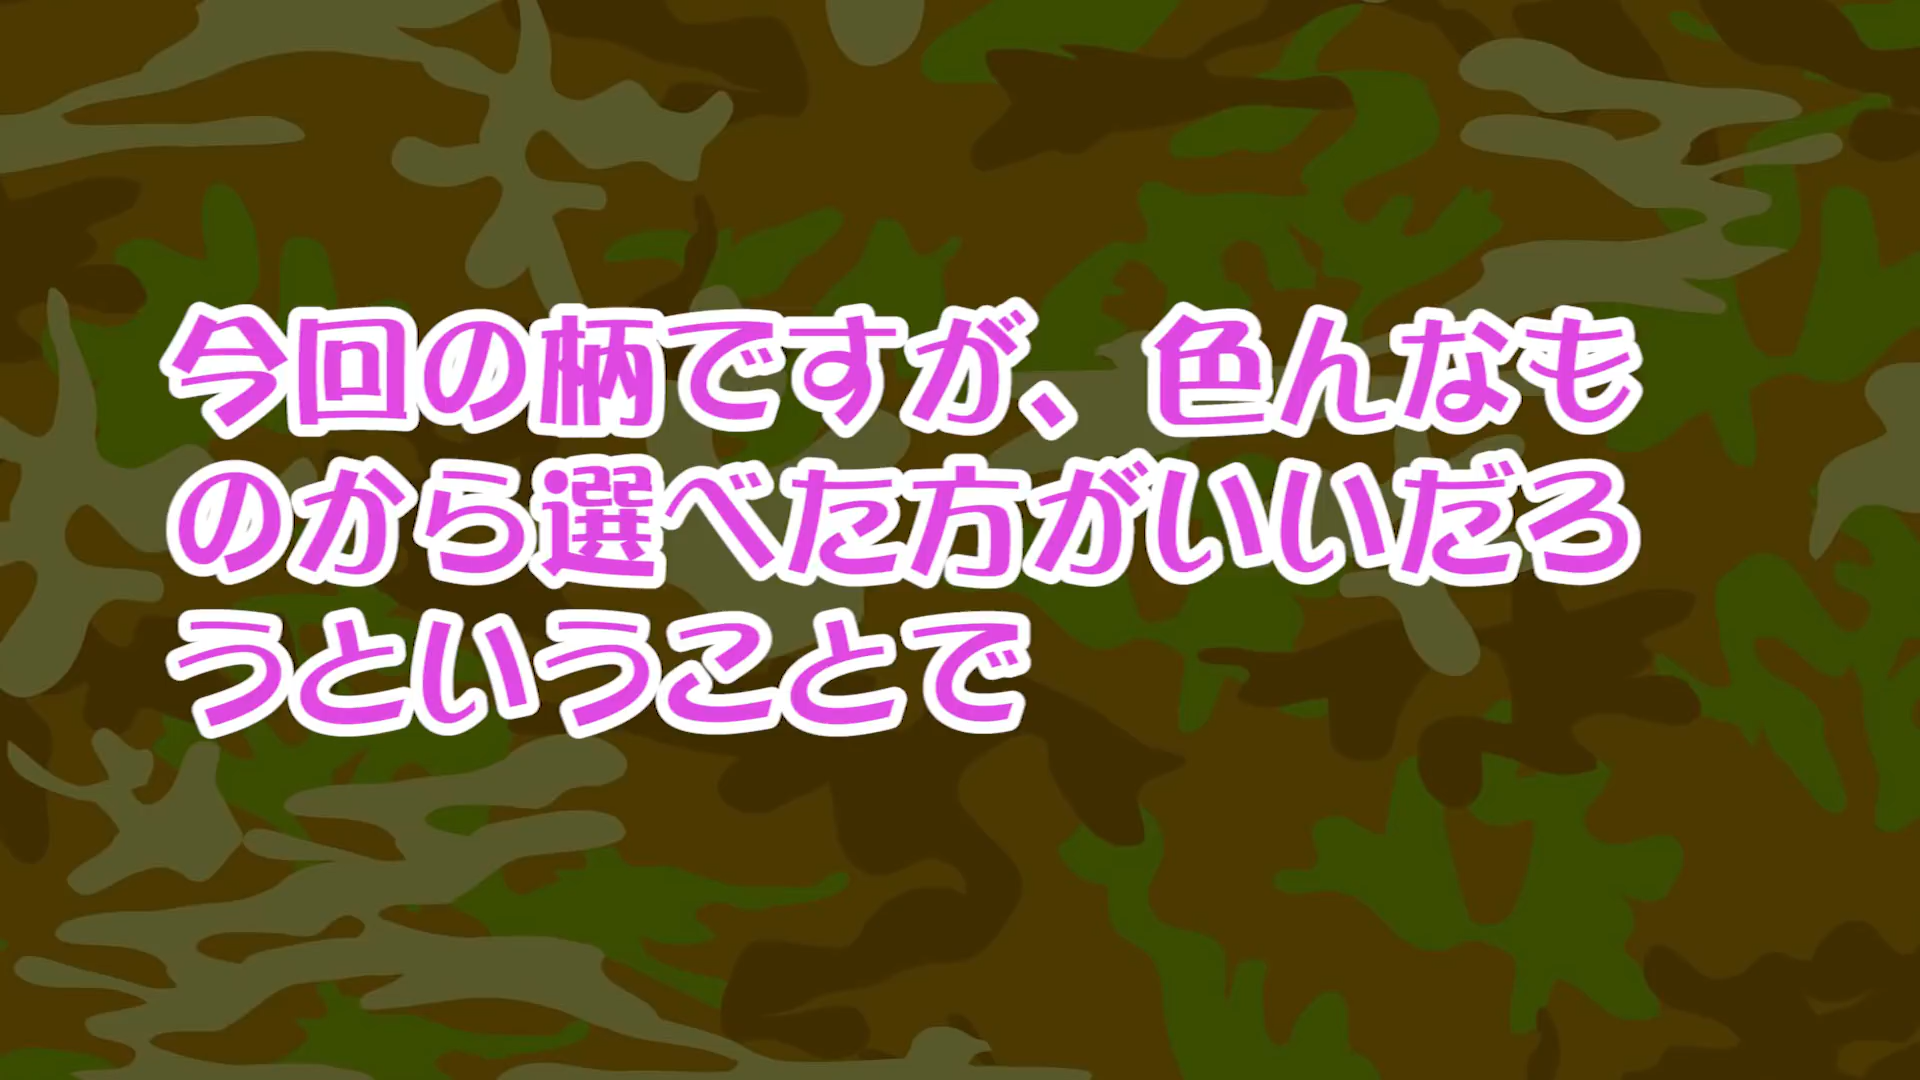 今回の柄ですが、色んなも
のから選べた方がいいだろ
うということで